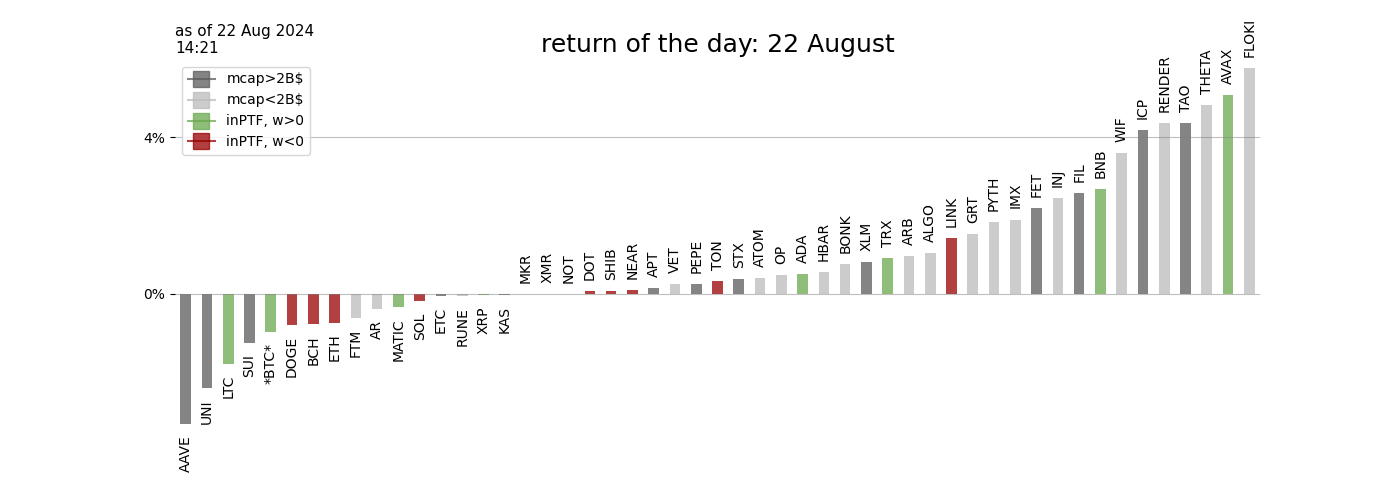 as of 22 Aug 2024
14:21
return of the day: 22 August
mcap>2B$
mcap<2B$
inPTF, w>0
inPTF, w<0
4%
0%
AAVE
UNI
LTC
SUI
*BTC*
DOGE
BCH
ETH
FTM
AR
MATIC
SOL
ETC
RUNE
XRP
KAS
MKR
XMR
NOT
DOT
SHIB
NEAR
APT
VET
PEPE
TON
STX
ATOM
OP
ADA
HBAR
BONK
XLM
TRX
ARB
ALGO
LINK
GRT
PYTH
IMX
FET
INJ
FIL
BNB
WIF
ICP
RENDER
TAO
THETA
AVAX
FLOKI